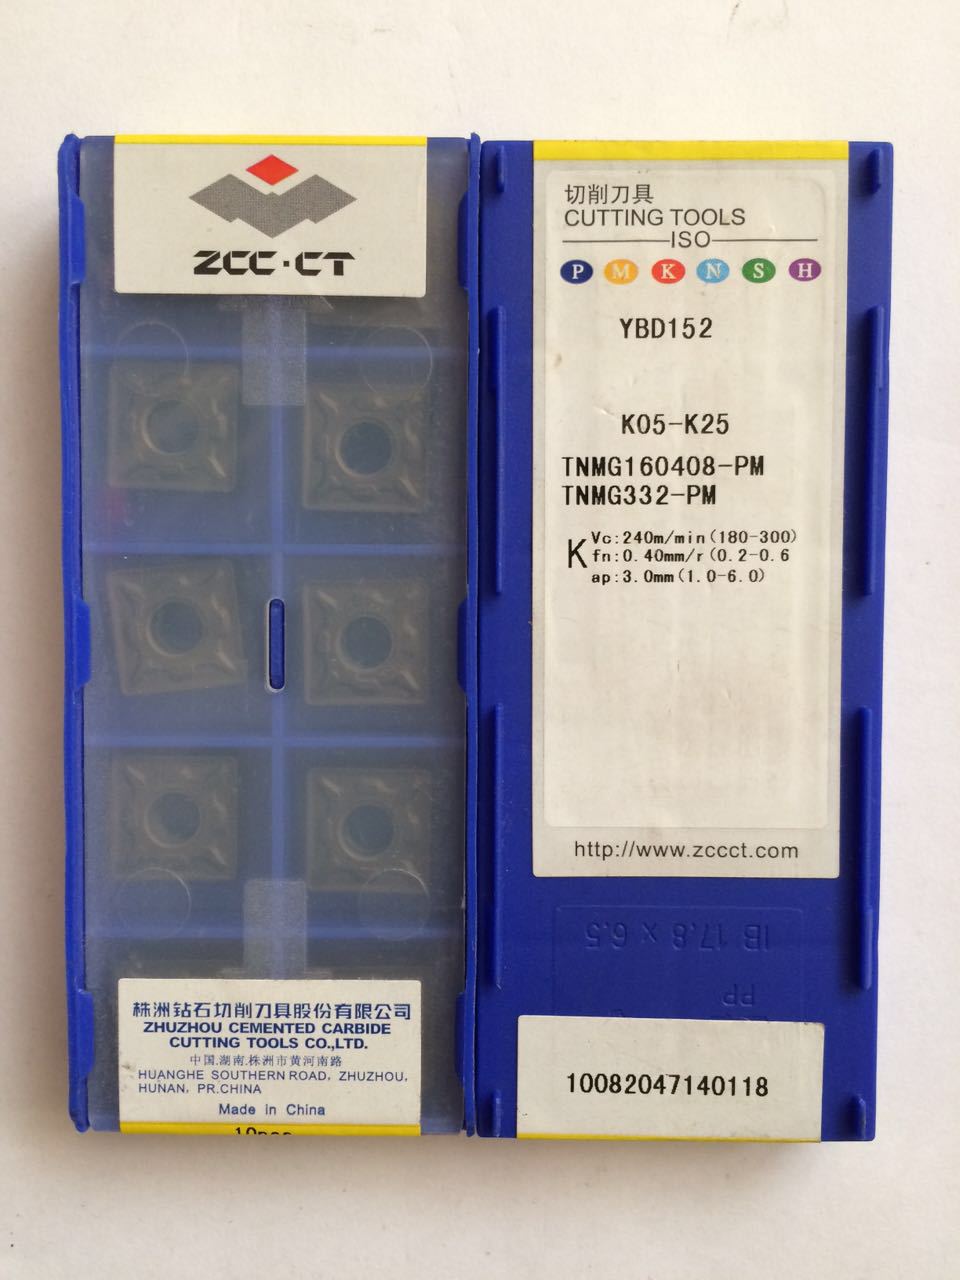 ZCC·CT
株洲钻石切削刀具股份有限公司
ZHUZHOU CEMENTED CARBIDE
CUTTING TOOLS CO.,LTD.
中国.湖南.株洲市黄河南路
HUANGHE SOUTHERN ROAD, ZHUZHOU,
HUNAN, PR.CHINA
Made in China
10pcs
切削刀具
CUTTING TOOLS
ISO
P M K N S H
YBD152
K05-K25
TNMG160408-PM
TNMG332-PM
K
Vc:240m/min(180-300)
fn:0.40mm/r(0.2-0.6
ap:3.0mm(1.0-6.0)
http://www.zccct.com
IB 17.8 x 6.5
PP
10082047140118